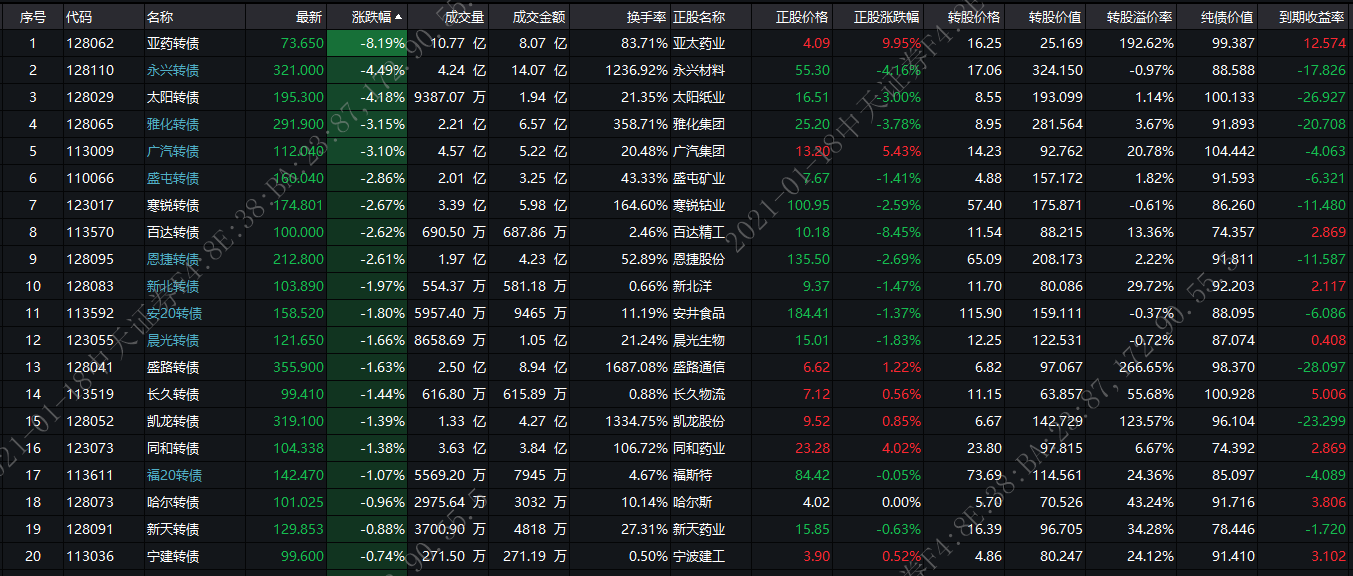 序号 代码 名称 最新 涨跌幅▲ 成交量 成交金额 换手率 正股名称 正股价格 正股涨跌幅 转股价格 转股价值 转股溢价率 纯债价值 到期收益率
1 128062 亚药转债 73.650 -8.19% 10.77 亿 8.07 亿 83.71% 亚太药业 4.09 9.95% 16.25 25.169 192.62% 99.387 12.574
2 128110 永兴转债 321.000 -4.49% 4.24 亿 14.07 亿 1236.92% 永兴材料 55.30 -4.16% 17.06 324.150 -0.97% 88.588 -17.826
3 128029 太阳转债 195.300 -4.18% 9387.07 万 1.94 亿 21.35% 太阳纸业 16.51 -3.00% 8.55 193.099 1.14% 100.133 -26.927
4 128065 雅化转债 291.900 -3.15% 2.21 亿 6.57 亿 358.71% 雅化集团 25.20 -3.78% 8.95 281.564 3.67% 91.893 -20.708
5 113009 广汽转债 112.040 -3.10% 4.57 亿 5.22 亿 20.48% 广汽集团 13.20 5.43% 14.23 92.762 20.78% 104.442 -4.063
6 110066 盛屯转债 160.040 -2.86% 2.01 亿 3.25 亿 43.33% 盛屯矿业 7.67 -1.41% 4.88 157.172 1.82% 91.593 -6.321
7 123017 寒锐转债 174.801 -2.67% 3.39 亿 5.98 亿 164.60% 寒锐钴业 100.95 -2.59% 57.40 175.871 -0.61% 86.260 -11.480
8 113570 百达转债 100.000 -2.62% 690.50 万 687.86 万 2.46% 百达精工 10.18 -8.45% 11.54 88.215 13.36% 74.357 2.869
9 128095 恩捷转债 212.800 -2.61% 1.97 亿 4.23 亿 52.89% 恩捷股份 135.50 -2.69% 65.09 208.173 2.22% 91.811 -11.587
10 128083 新北转债 103.890 -1.97% 554.37 万 581.18 万 0.66% 新北洋 9.37 -1.47% 11.70 80.086 29.72% 92.203 2.117
11 113592 安20转债 158.520 -1.80% 5957.40 万 9465 万 11.19% 安井食品 184.41 -1.37% 115.90 159.111 -0.37% 88.095 -6.086
12 123055 晨光转债 121.650 -1.66% 8658.69 万 1.05 亿 21.24% 晨光生物 15.01 -1.83% 12.25 122.531 -0.72% 87.074 0.408
13 128041 盛路转债 355.900 -1.63% 2.50 亿 8.94 亿 1687.08% 盛路通信 6.62 1.22% 6.82 97.067 266.65% 98.370 -28.097
14 113519 长久转债 99.410 -1.44% 616.80 万 615.89 万 0.88% 长久物流 7.12 0.56% 11.15 63.857 55.68% 100.928 5.006
15 128052 凯龙转债 319.100 -1.39% 1.33 亿 4.27 亿 1334.75% 凯龙股份 9.52 0.85% 6.67 142.729 123.57% 96.104 -23.299
16 123073 同和转债 104.338 -1.38% 3.63 亿 3.84 亿 106.72% 同和药业 23.28 4.02% 23.80 97.815 6.67% 74.392 2.869
17 113611 福20转债 142.470 -1.07% 5569.20 万 7945 万 4.67% 福斯特 84.42 -0.05% 73.69 114.561 24.36% 85.097 -4.089
18 128073 哈尔转债 101.025 -0.96% 2975.64 万 3032 万 10.14% 哈尔斯 4.02 0.00% 5.70 70.526 43.24% 91.716 3.806
19 128091 新天转债 129.853 -0.88% 3700.90 万 4818 万 27.31% 新天药业 15.85 -0.63% 16.39 96.705 34.28% 78.446 -1.720
20 113036 宁建转债 99.600 -0.74% 271.50 万 271.19 万 0.50% 宁波建工 3.90 0.52% 4.86 80.247 24.12% 91.410 3.102